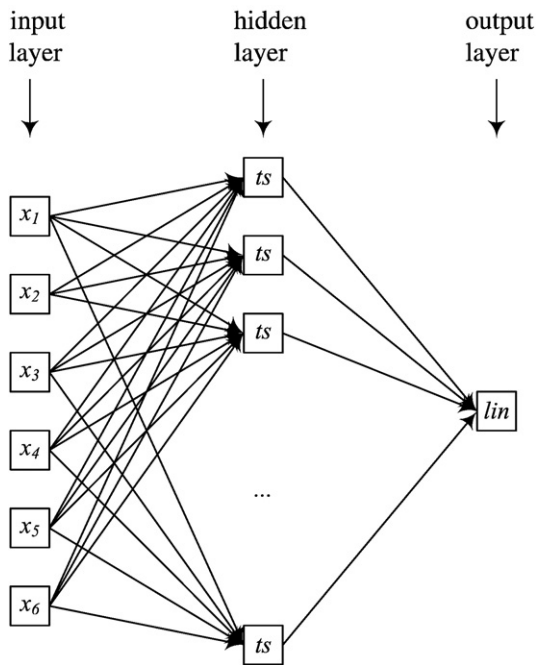 input
layer
hidden
layer
output
layer
ts
x1
ts
x2
ts
x3
lin
x4
...
x5
x6
ts